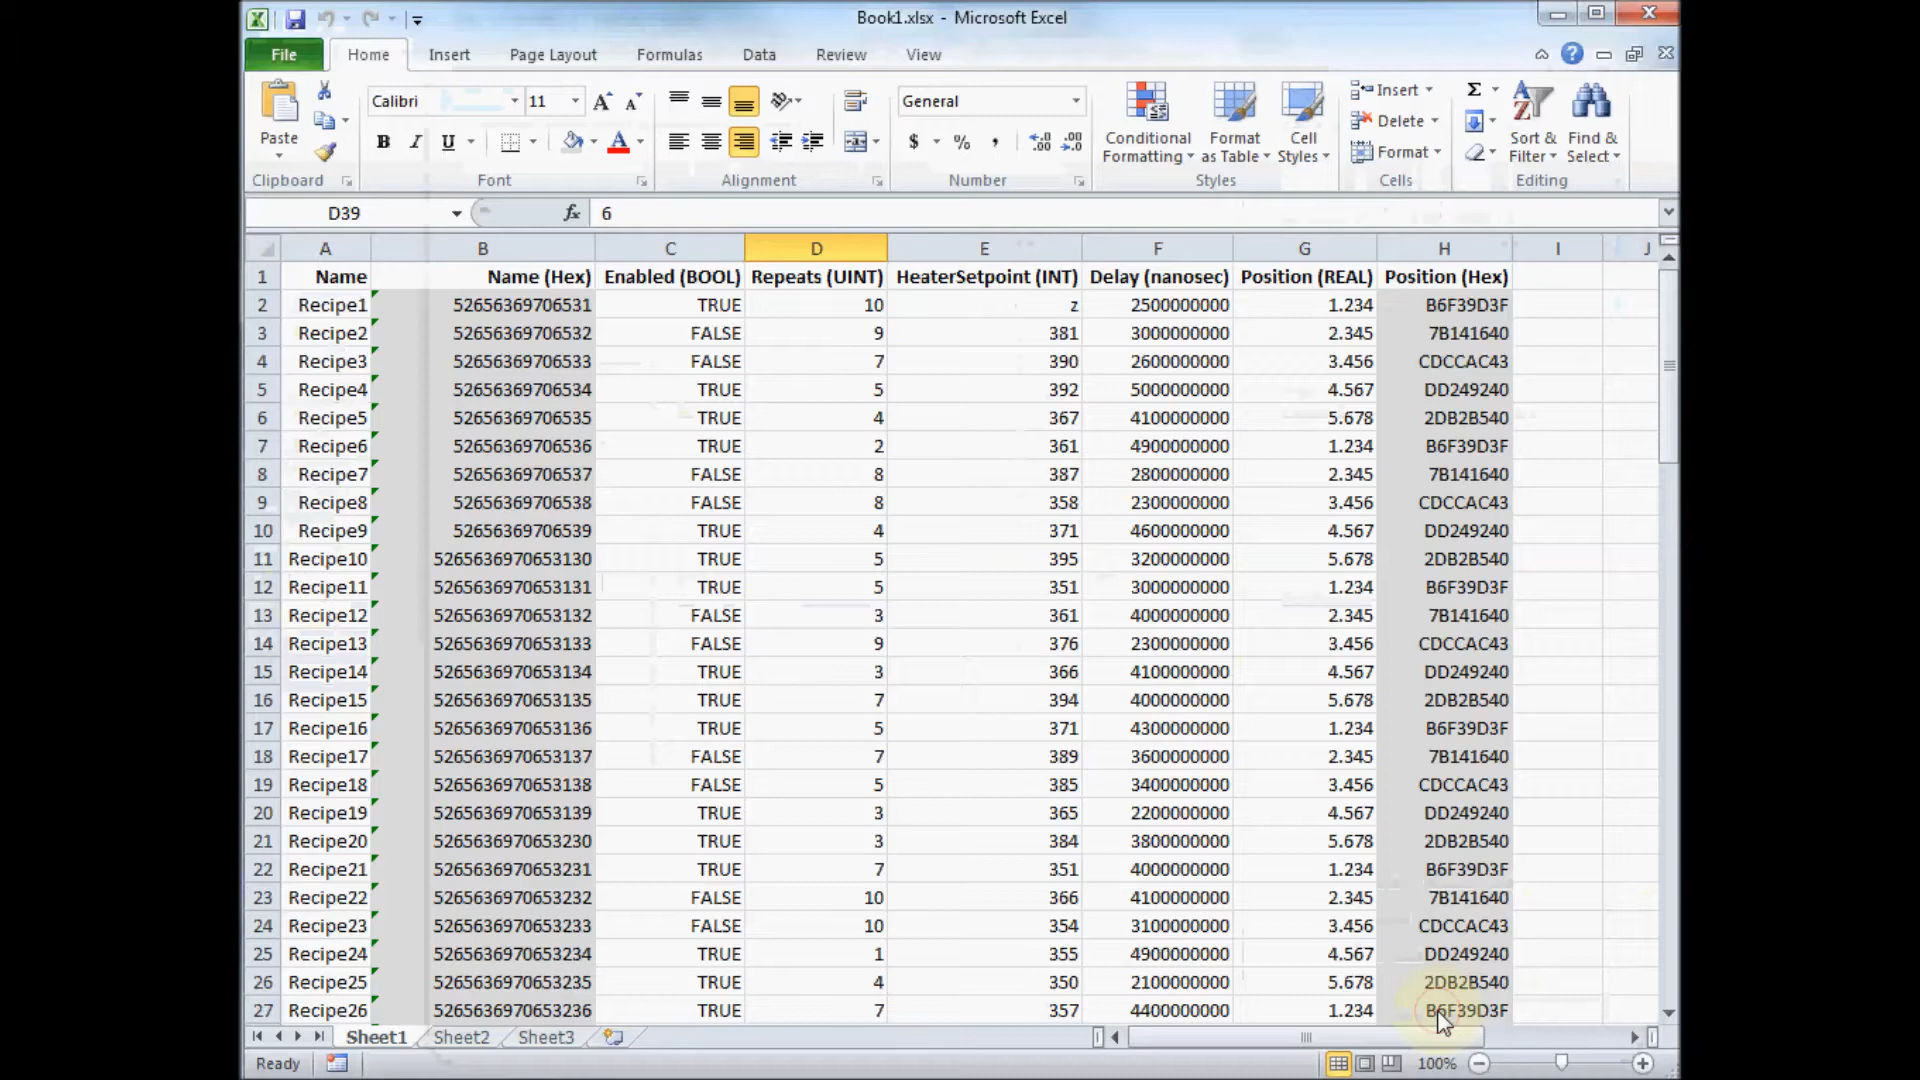 Book1.xlsx - Microsoft Excel
File Home Insert Page Layout Formulas Data Review View
Paste
Calibri 11
B I U A
General
$ % ,
Conditional Formatting
Format as Table
Cell Styles
Insert
Delete
Format
Σ
Sort & Filter
Find & Select
Clipboard Font Alignment Number Styles Cells Editing
D39 fx 6
A B C D E F G H I J
1 Name Name (Hex) Enabled (BOOL) Repeats (UINT) HeaterSetpoint (INT) Delay (nanosec) Position (REAL) Position (Hex)
2 Recipe1 52656369706531 TRUE 10 z 2500000000 1.234 B6F39D3F
3 Recipe2 52656369706532 FALSE 9 381 3000000000 2.345 7B141640
4 Recipe3 52656369706533 FALSE 7 390 2600000000 3.456 CDCCAC43
5 Recipe4 52656369706534 TRUE 5 392 5000000000 4.567 DD249240
6 Recipe5 52656369706535 TRUE 4 367 4100000000 5.678 2DB2B540
7 Recipe6 52656369706536 TRUE 2 361 4900000000 1.234 B6F39D3F
8 Recipe7 52656369706537 FALSE 8 387 2800000000 2.345 7B141640
9 Recipe8 52656369706538 FALSE 8 358 2300000000 3.456 CDCCAC43
10 Recipe9 52656369706539 TRUE 4 371 4600000000 4.567 DD249240
11 Recipe10 5265636970653130 TRUE 5 395 3200000000 5.678 2DB2B540
12 Recipe11 5265636970653131 TRUE 5 351 3000000000 1.234 B6F39D3F
13 Recipe12 5265636970653132 FALSE 3 361 4000000000 2.345 7B141640
14 Recipe13 5265636970653133 FALSE 9 376 2300000000 3.456 CDCCAC43
15 Recipe14 5265636970653134 TRUE 3 366 4100000000 4.567 DD249240
16 Recipe15 5265636970653135 TRUE 7 394 4000000000 5.678 2DB2B540
17 Recipe16 5265636970653136 TRUE 5 371 4300000000 1.234 B6F39D3F
18 Recipe17 5265636970653137 FALSE 7 389 3600000000 2.345 7B141640
19 Recipe18 5265636970653138 FALSE 5 385 3400000000 3.456 CDCCAC43
20 Recipe19 5265636970653139 TRUE 3 365 2200000000 4.567 DD249240
21 Recipe20 5265636970653230 TRUE 3 384 3800000000 5.678 2DB2B540
22 Recipe21 5265636970653231 TRUE 7 351 4000000000 1.234 B6F39D3F
23 Recipe22 5265636970653232 FALSE 10 366 4100000000 2.345 7B141640
24 Recipe23 5265636970653233 FALSE 10 354 3100000000 3.456 CDCCAC43
25 Recipe24 5265636970653234 TRUE 1 355 4900000000 4.567 DD249240
26 Recipe25 5265636970653235 TRUE 4 350 2100000000 5.678 2DB2B540
27 Recipe26 5265636970653236 TRUE 7 357 4400000000 1.234 B6F39D3F
Sheet1 Sheet2 Sheet3
Ready 100%